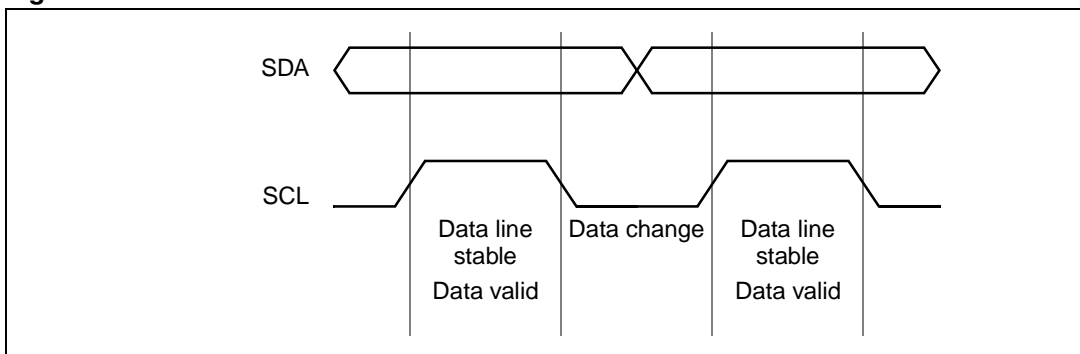 SDA
SCL
Data line
stable
Data valid
Data change
Data line
stable
Data valid